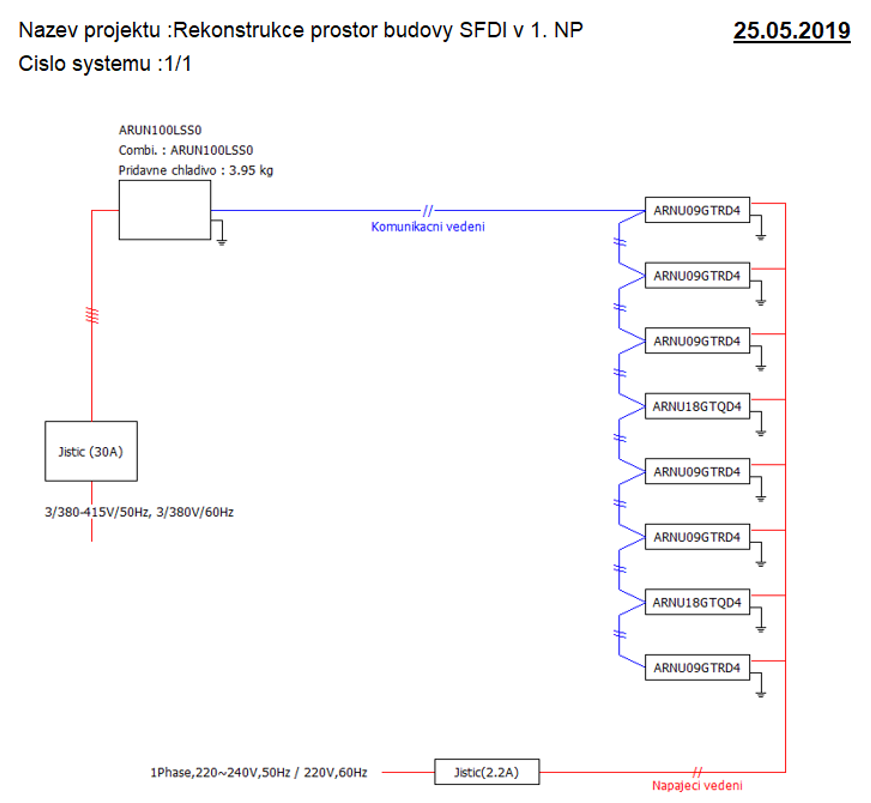 Nazev projektu :Rekonstrukce prostor budovy SFDI v 1. NP
25.05.2019
Cislo systemu :1/1
ARUN100LSS0
Combi. : ARUN100LSS0
Pridavne chladivo : 3.95 kg
Komunikacni vedeni
ARNU09GTRD4
ARNU09GTRD4
ARNU09GTRD4
ARNU18GTQD4
ARNU09GTRD4
ARNU09GTRD4
ARNU18GTQD4
ARNU09GTRD4
Jistic (30A)
3/380-415V/50Hz, 3/380V/60Hz
1Phase,220~240V,50Hz / 220V,60Hz
Jistic(2.2A)
Napajeci vedeni